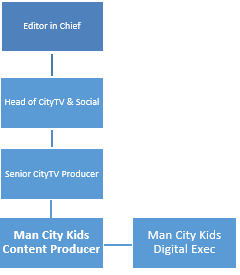 Editor in Chief
Head of CityTV & Social
Senior CityTV Producer
Man City Kids
Content Producer
Man City Kids
Digital Exec